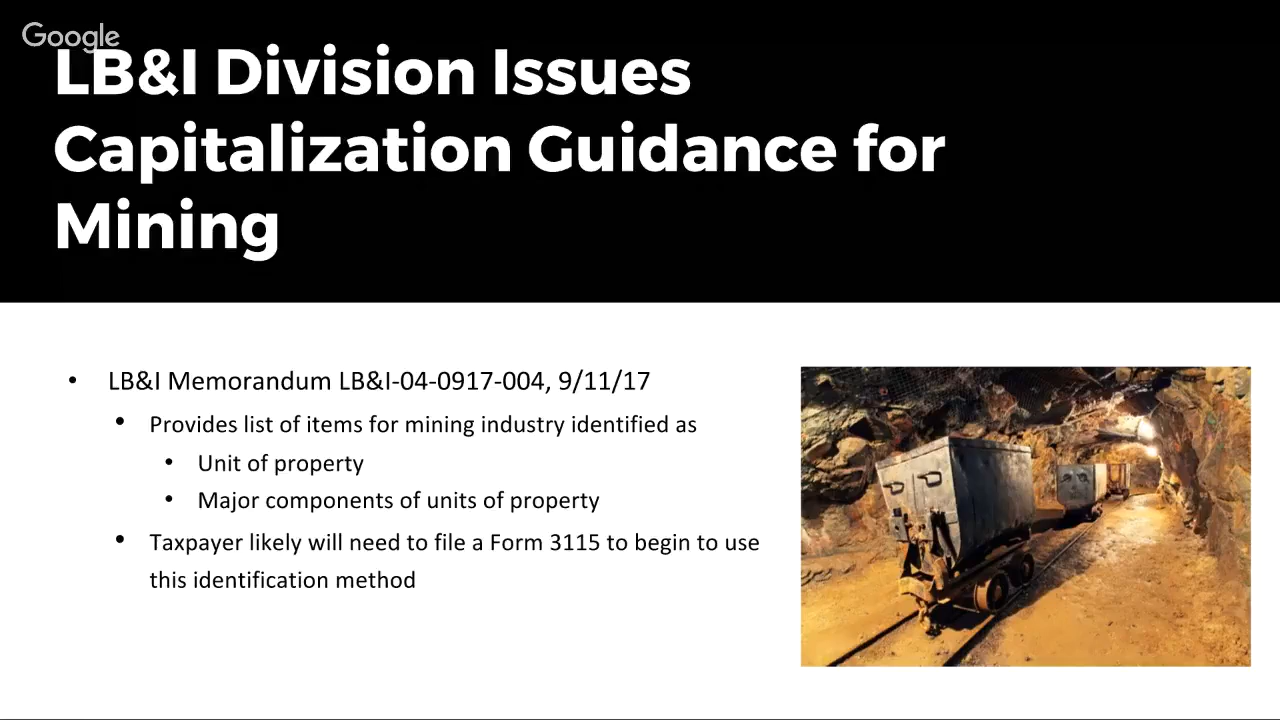 Google
LB&I Division Issues
Capitalization Guidance for
Mining
• LB&I Memorandum LB&I-04-0917-004, 9/11/17
• Provides list of items for mining industry identified as
• Unit of property
• Major components of units of property
• Taxpayer likely will need to file a Form 3115 to begin to use
this identification method